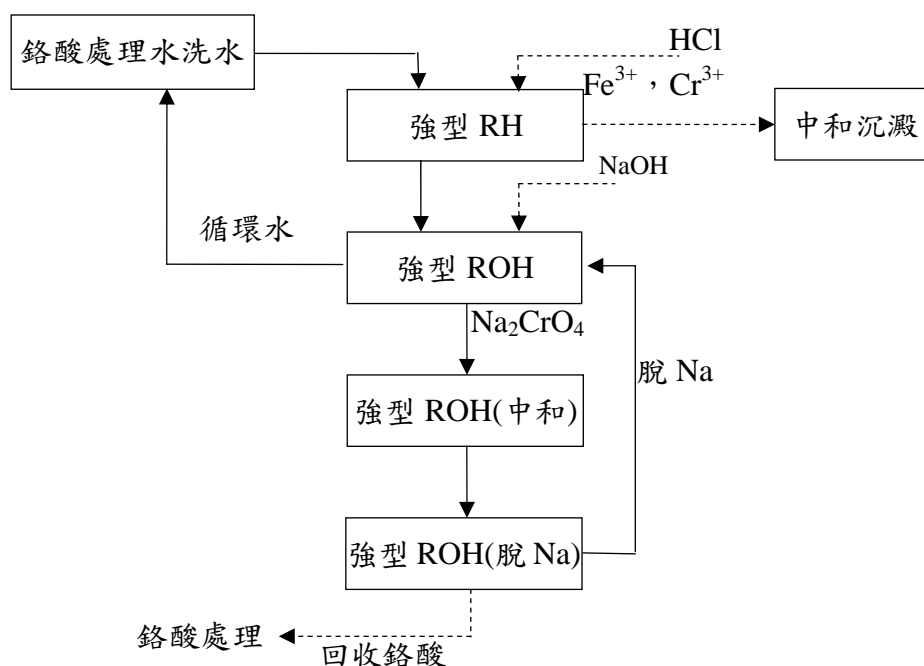 鉻酸處理水洗水
HCl
Fe³⁺，Cr³⁺
強型 RH
中和沉澱
NaOH
循環水
強型 ROH
Na₂CrO₄
脫 Na
強型 ROH(中和)
強型 ROH(脫 Na)
鉻酸處理
回收鉻酸